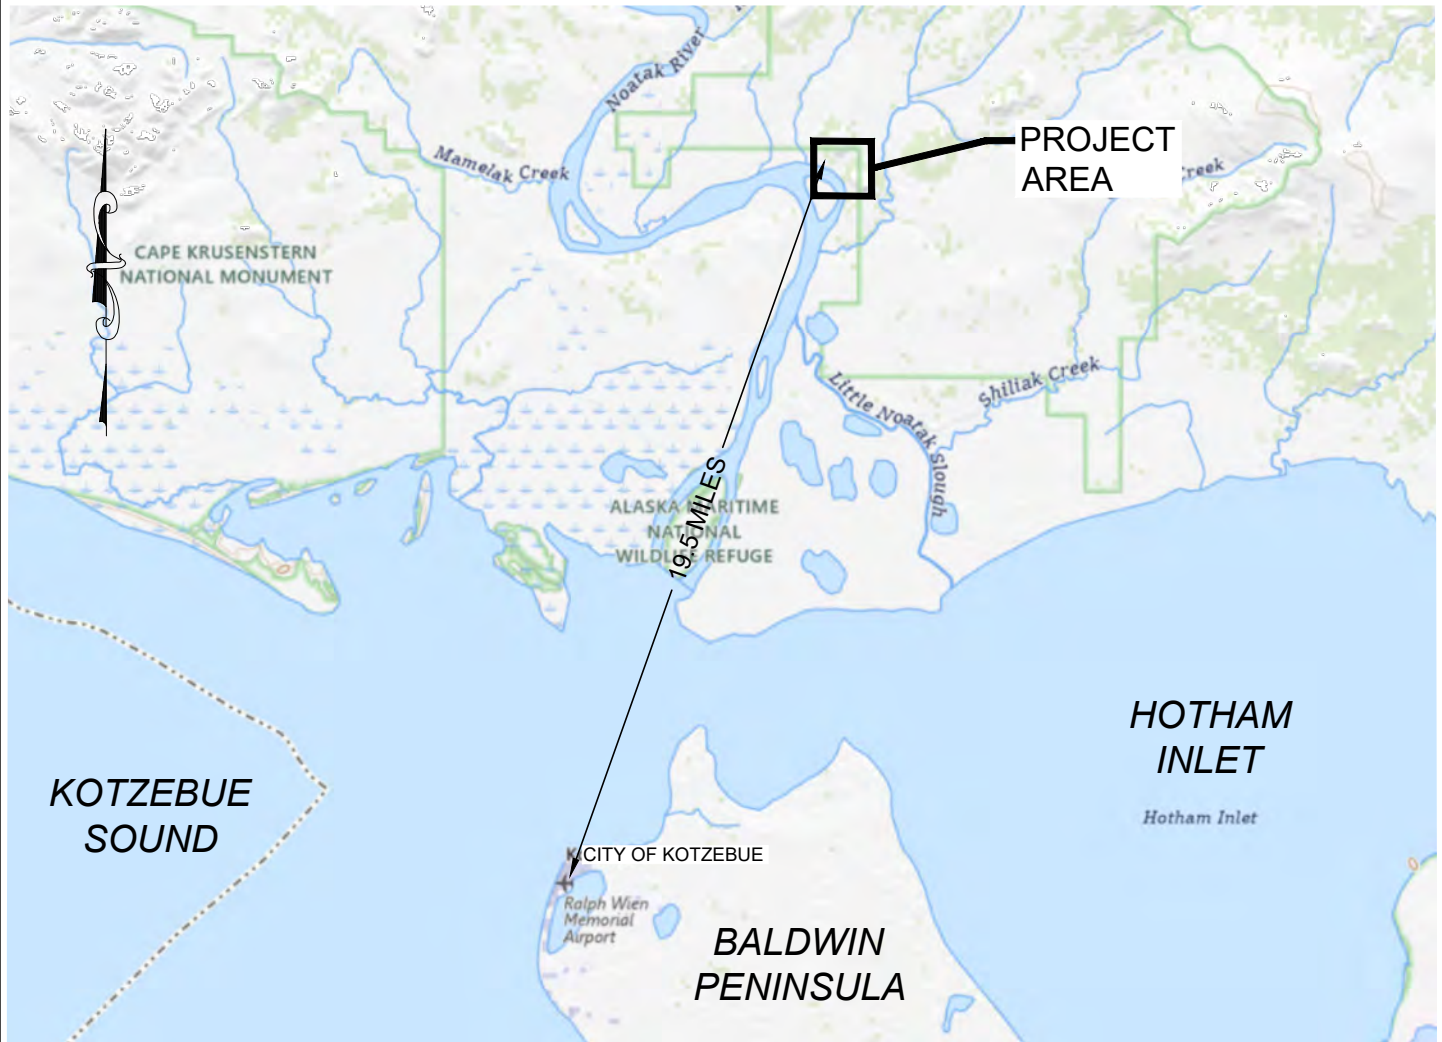 Noatak River
PROJECT
AREA
Mamelak Creek
Creek
CAPE KRUSENSTERN
NATIONAL MONUMENT
Little Noatak Slough
Shiliak Creek
19.5 MILES
ALASKA MARITIME
NATIONAL
WILDLIFE REFUGE
HOTHAM
INLET
Hotham Inlet
KOTZEBUE
SOUND
CITY OF KOTZEBUE
Ralph Wien
Memorial
Airport
BALDWIN
PENINSULA